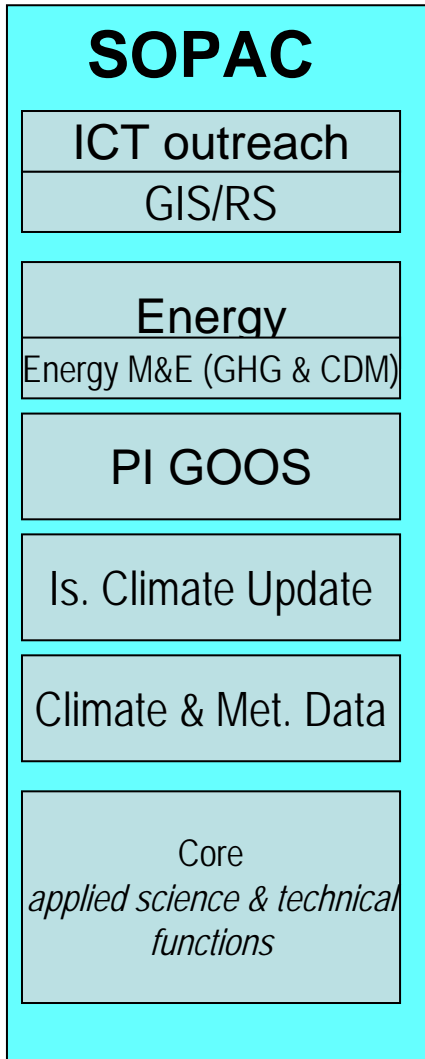 SOPAC
ICT outreach
GIS/RS
Energy
Energy M&E (GHG & CDM)
PI GOOS
Is. Climate Update
Climate & Met. Data
Core
applied science & technical
functions